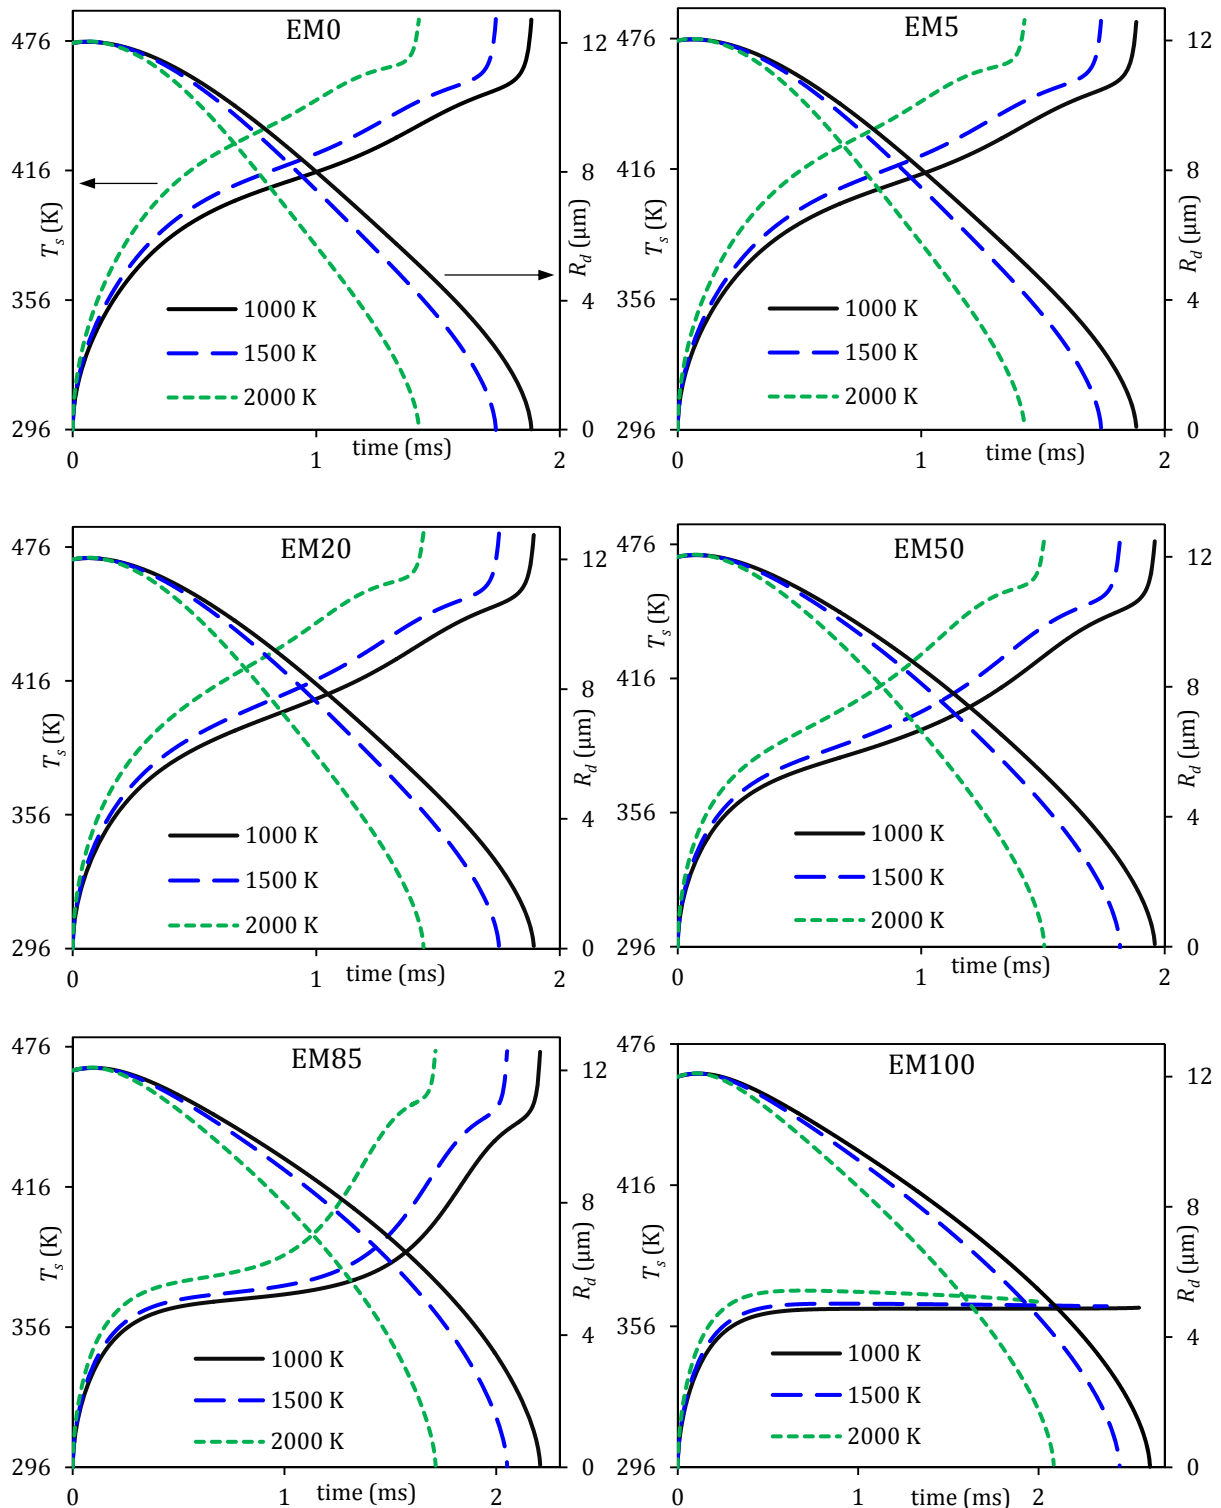 EM0
476
416
356
296
T_s (K)
12
8
4
0
R_d (μm)
1000 K
1500 K
2000 K
time (ms)
0
1
2
EM5
476
416
356
296
T_s (K)
12
8
4
0
R_d (μm)
1000 K
1500 K
2000 K
time (ms)
0
1
2
EM20
476
416
356
296
T_s (K)
12
8
4
0
R_d (μm)
1000 K
1500 K
2000 K
time (ms)
0
1
2
EM50
476
416
356
296
T_s (K)
12
8
4
0
R_d (μm)
1000 K
1500 K
2000 K
time (ms)
0
1
2
EM85
476
416
356
296
T_s (K)
12
8
4
0
R_d (μm)
1000 K
1500 K
2000 K
0
1
2
time (ms)
EM100
476
416
356
296
T_s (K)
12
8
4
0
R_d (μm)
1000 K
1500 K
2000 K
0
1
2
time (ms)